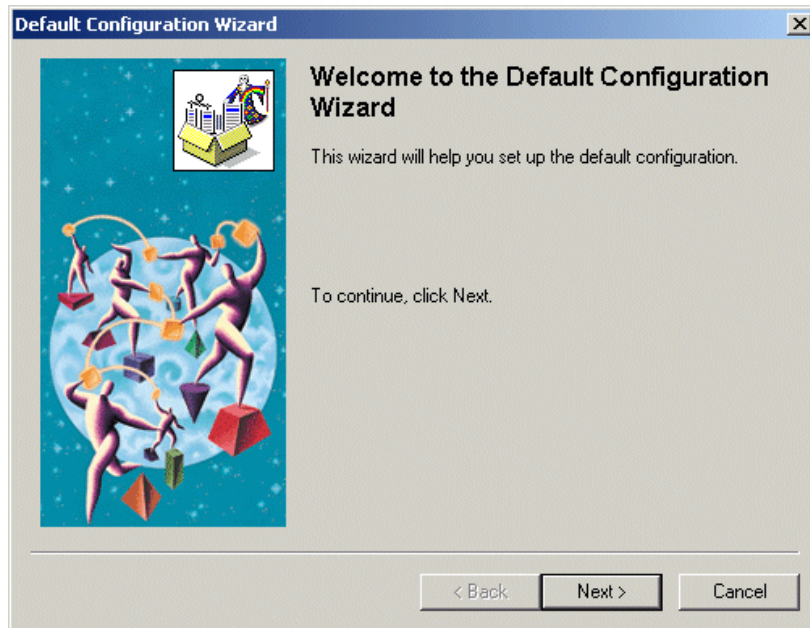 Default Configuration Wizard
Welcome to the Default Configuration
Wizard
This wizard will help you set up the default configuration.
To continue, click Next.
< Back
Next >
Cancel